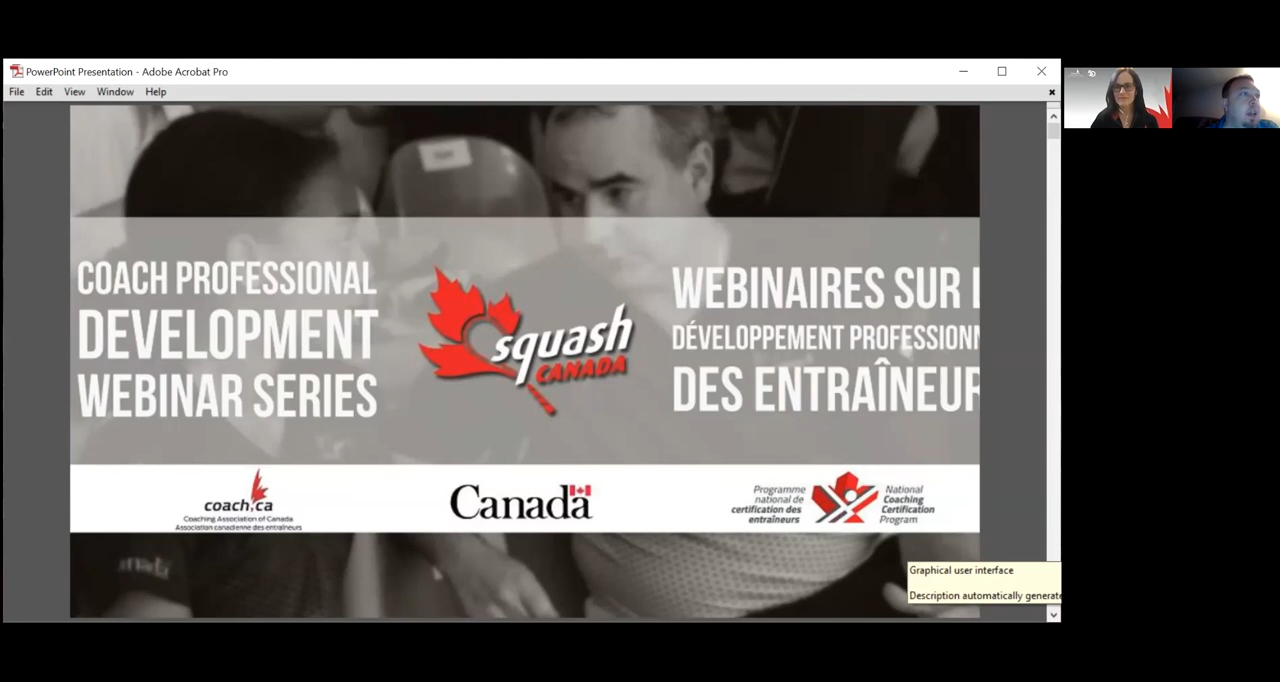 PowerPoint Presentation - Adobe Acrobat Pro
File Edit View Window Help
COACH PROFESSIONAL
DEVELOPMENT
WEBINAR SERIES
squash
CANADA
WEBINAIRES SUR
DÉVELOPPEMENT PROFESSIONN
DES ENTRAÎNEUR
coach.ca
Coaching Association of Canada
Association canadienne des entraîneurs
Canada
Programme
national de
certification des
entraîneurs
National
Coaching
Certification
Program
Graphical user interface
Description automatically generate